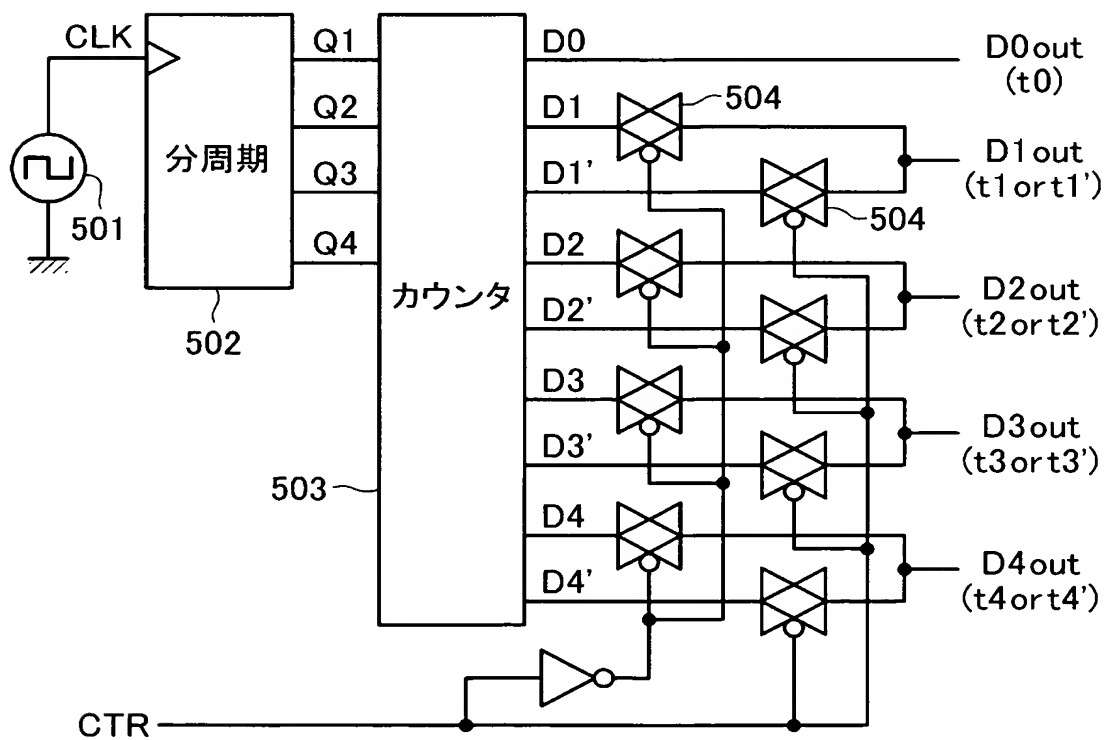 CLK
501
分周期
502
Q1
Q2
Q3
Q4
カウンタ
503
D0
D1
D1'
D2
D2'
D3
D3'
D4
D4'
504
504
D0out
(t0)
D1out
(t1ort1')
D2out
(t2ort2')
D3out
(t3ort3')
D4out
(t4ort4')
CTR